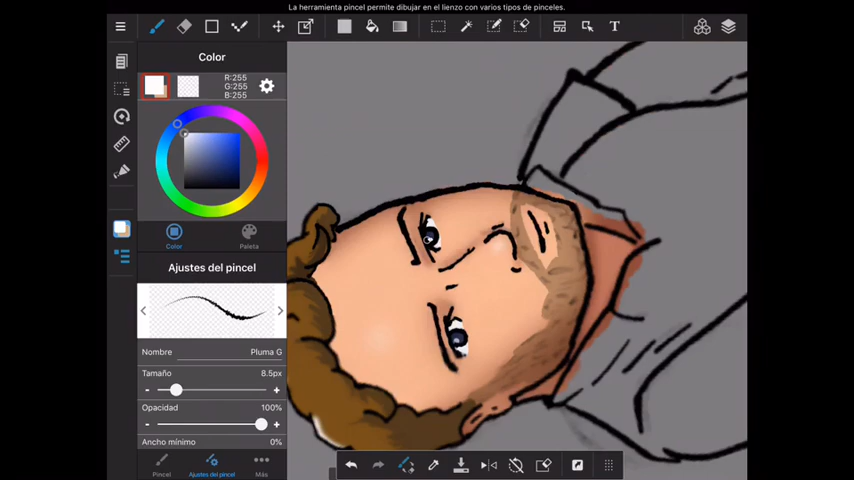 La herramienta pincel permite dibujar en el lienzo con varios tipos de pinceles.
T
Color
R:255
G:255
B:255
Color
Paleta
Ajustes del pincel
Nombre
Pluma G
Tamaño
8.5px
- +
Opacidad
100%
- +
Ancho mínimo
0%
Pincel
Ajustes del pincel
Más